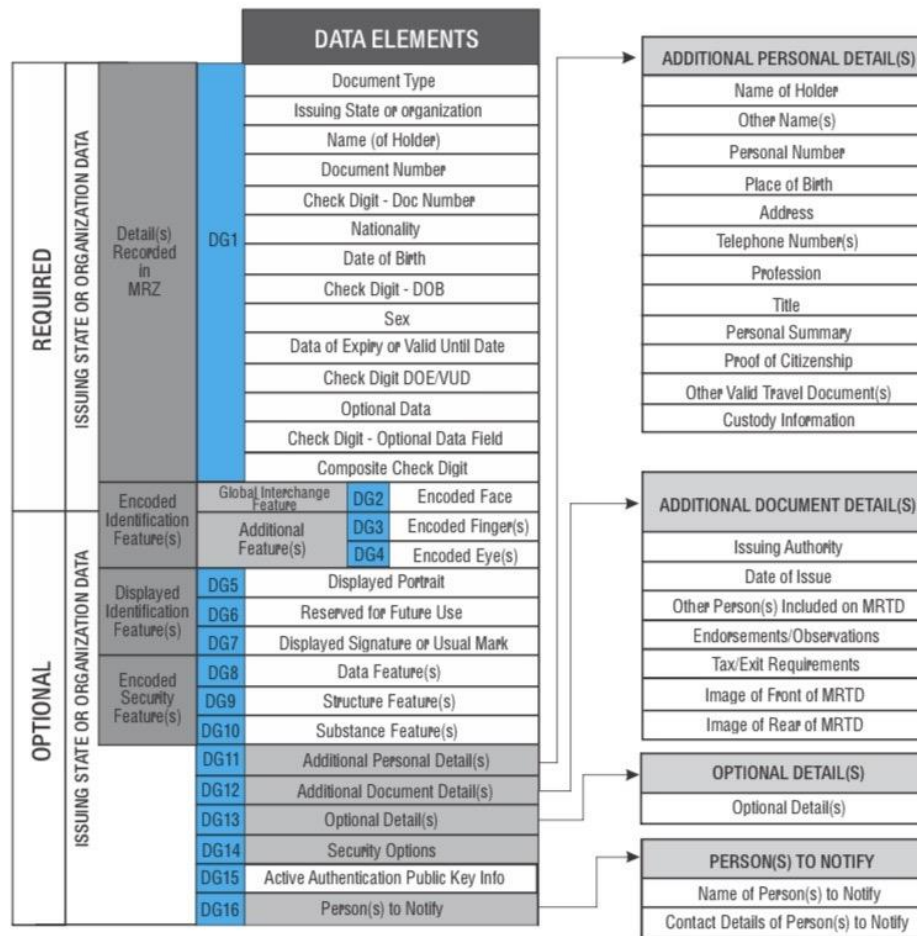 DATA ELEMENTS
REQUIRED
ISSUING STATE OR ORGANIZATION DATA
Detail(s)
Recorded
in
MRZ
DG1
Document Type
Issuing State or organization
Name (of Holder)
Document Number
Check Digit - Doc Number
Nationality
Date of Birth
Check Digit - DOB
Sex
Data of Expiry or Valid Until Date
Check Digit DOE/VUD
Optional Data
Check Digit - Optional Data Field
Composite Check Digit
Encoded
Identification
Feature(s)
Global Interchange
Feature
DG2
Encoded Face
OPTIONAL
ISSUING STATE OR ORGANIZATION DATA
Additional
Feature(s)
DG3
Encoded Finger(s)
DG4
Encoded Eye(s)
Displayed
Identification
Feature(s)
DG5
Displayed Portrait
DG6
Reserved for Future Use
DG7
Displayed Signature or Usual Mark
Encoded
Security
Feature(s)
DG8
Data Feature(s)
DG9
Structure Feature(s)
DG10
Substance Feature(s)
DG11
Additional Personal Detail(s)
DG12
Additional Document Detail(s)
DG13
Optional Detail(s)
DG14
Security Options
DG15
Active Authentication Public Key Info
DG16
Person(s) to Notify
ADDITIONAL PERSONAL DETAIL(S)
Name of Holder
Other Name(s)
Personal Number
Place of Birth
Address
Telephone Number(s)
Profession
Title
Personal Summary
Proof of Citizenship
Other Valid Travel Document(s)
Custody Information
ADDITIONAL DOCUMENT DETAIL(S)
Issuing Authority
Date of Issue
Other Person(s) Included on MRTD
Endorsements/Observations
Tax/Exit Requirements
Image of Front of MRTD
Image of Rear of MRTD
OPTIONAL DETAIL(S)
Optional Detail(s)
PERSON(S) TO NOTIFY
Name of Person(s) to Notify
Contact Details of Person(s) to Notify